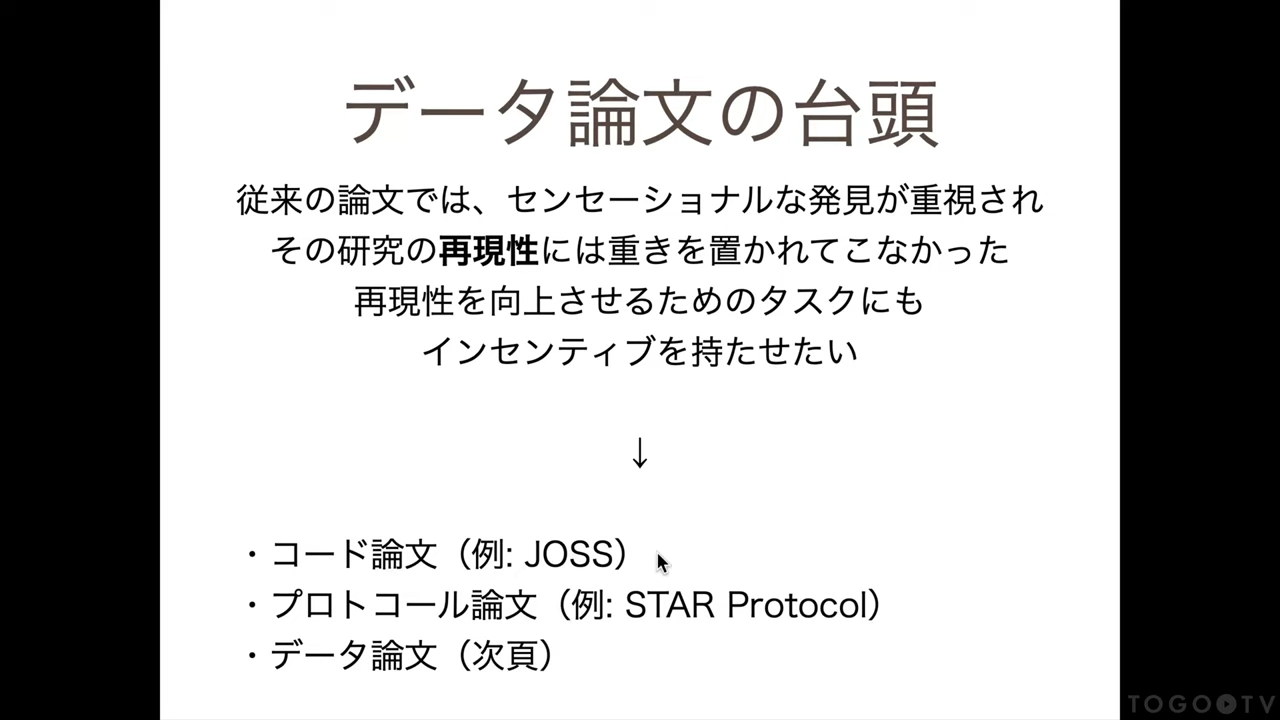 データ論文の台頭
従来の論文では、センセーショナルな発見が重視され
その研究の再現性には重きを置かれてこなかった
再現性を向上させるためのタスクにも
インセンティブを持たせたい
↓
・コード論文（例: JOSS）
・プロトコール論文（例: STAR Protocol）
・データ論文（次頁）
TOGO TV